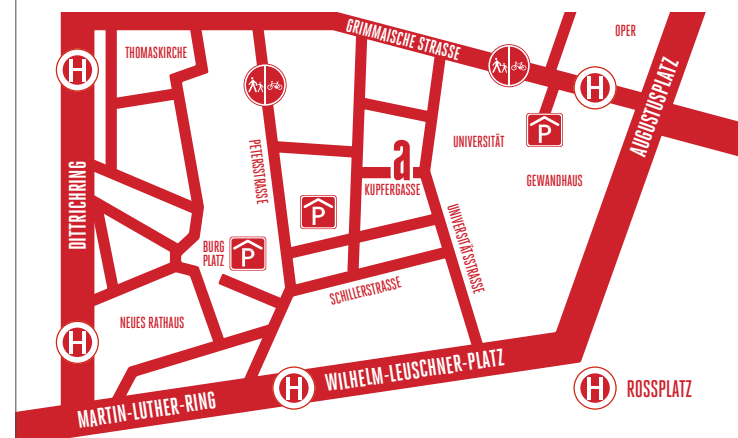 GRIMMAISCHE STRASSE
OPER
THOMASKIRCHE
H
H
AUGUSTUSPLATZ
P
UNIVERSITÄT
PETERSSTRASSE
a
KUPFERGASSE
GEWANDHAUS
DITTRICHRING
P
UNIVERSITÄTSSTRASSE
BURG
PLATZ
P
SCHILLERSTRASSE
NEUES RATHAUS
H
WILHELM-LEUSCHNER-PLATZ
H
H
ROSSPLATZ
MARTIN-LUTHER-RING